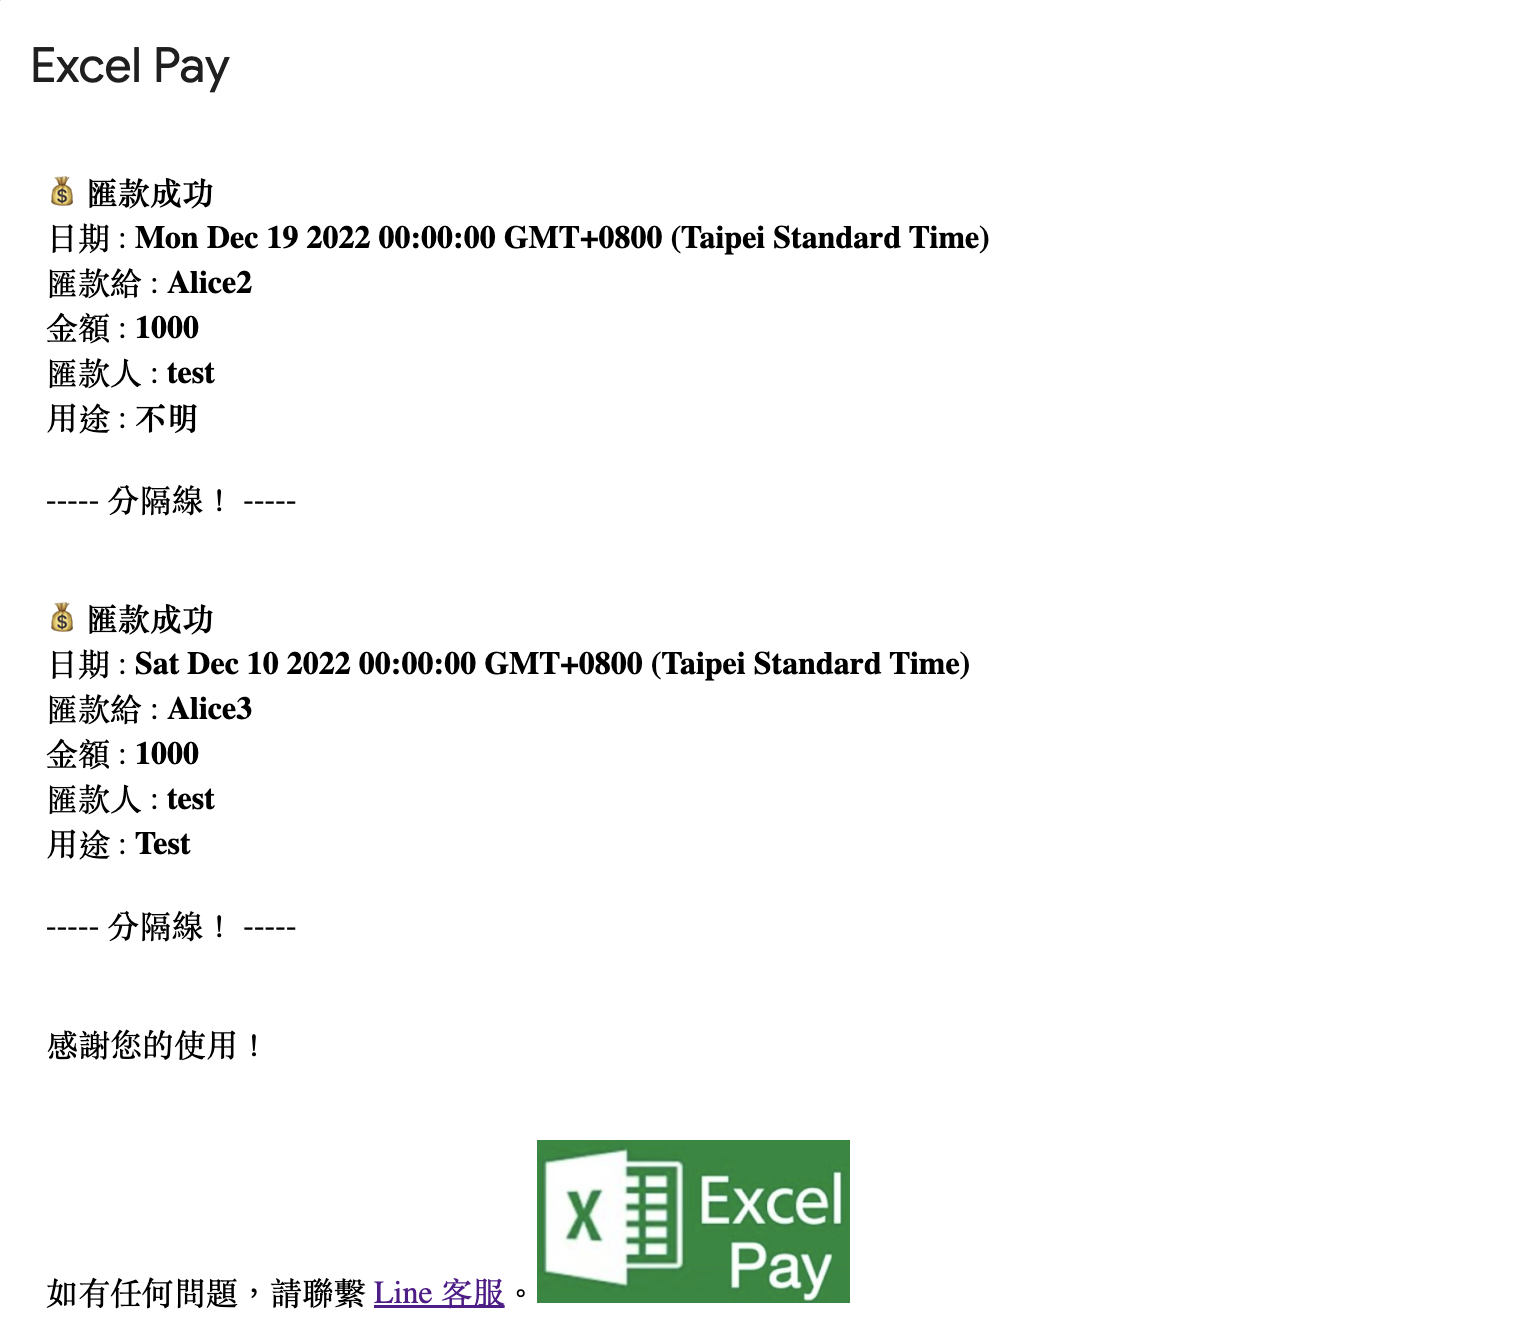 Excel Pay
💰 匯款成功
日期 : Mon Dec 19 2022 00:00:00 GMT+0800 (Taipei Standard Time)
匯款給 : Alice2
金額 : 1000
匯款人 : test
用途 : 不明
----- 分隔線！ -----
💰 匯款成功
日期 : Sat Dec 10 2022 00:00:00 GMT+0800 (Taipei Standard Time)
匯款給 : Alice3
金額 : 1000
匯款人 : test
用途 : Test
----- 分隔線！ -----
感謝您的使用！
如有任何問題，請聯繫 Line 客服。
X Excel
Pay